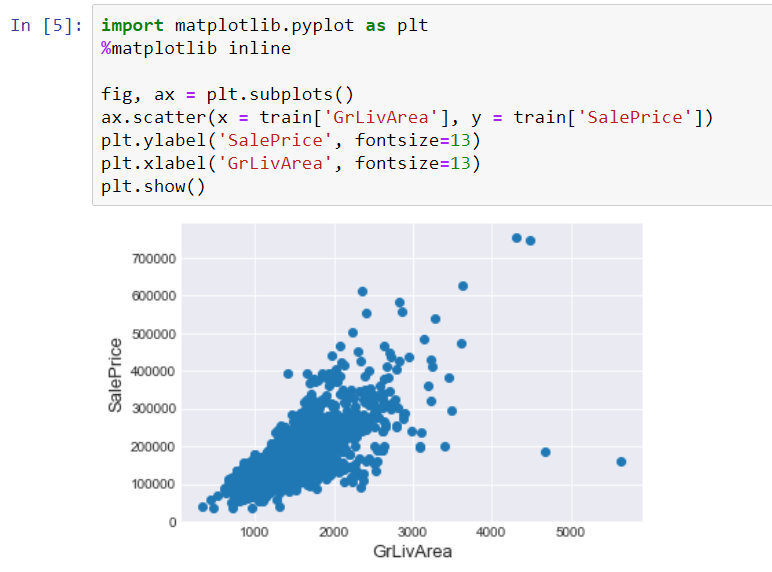 In [5]: import matplotlib.pyplot as plt
%matplotlib inline
fig, ax = plt.subplots()
ax.scatter(x = train['GrLivArea'], y = train['SalePrice'])
plt.ylabel('SalePrice', fontsize=13)
plt.xlabel('GrLivArea', fontsize=13)
plt.show()
700000
600000
500000
400000
300000
200000
100000
0
SalePrice
1000 2000 3000 4000 5000
GrLivArea